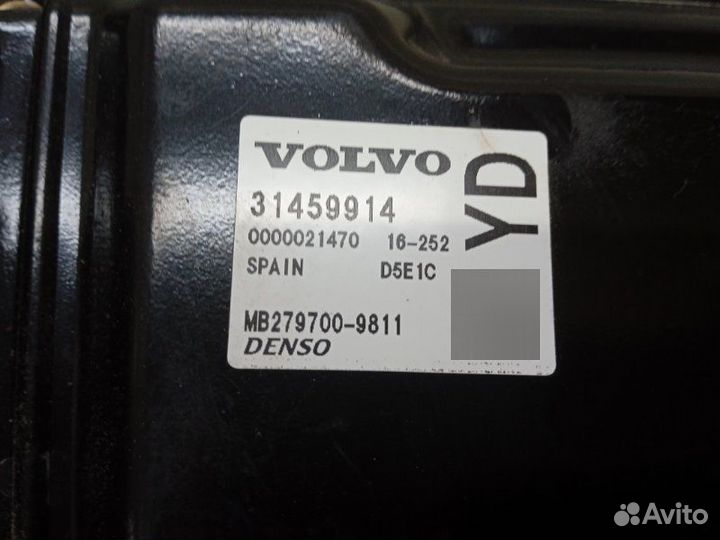 VOLVO
31459914
0000021470 16-252
SPAIN D5E1C
YD
MB279700-9811
DENSO
Avito